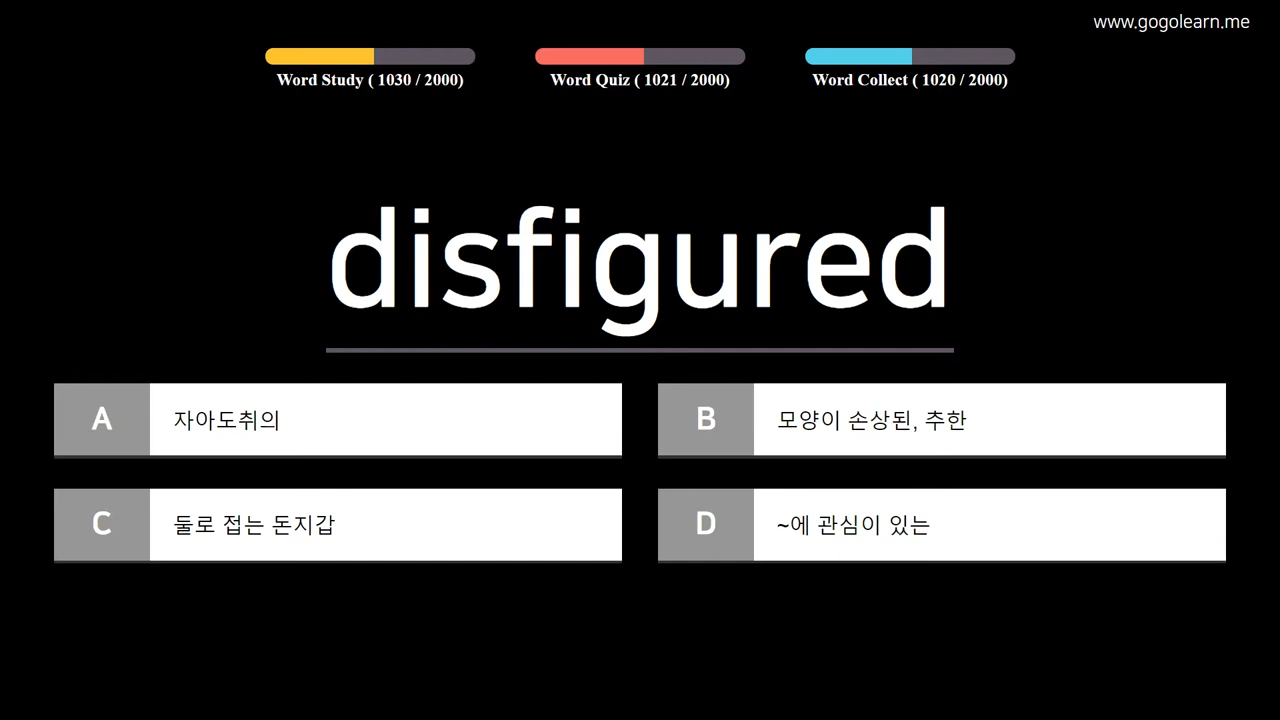 www.gogolearn.me
Word Study ( 1030 / 2000)
Word Quiz ( 1021 / 2000)
Word Collect ( 1020 / 2000)
disfigured
A 자아도취의
B 모양이 손상된, 추한
C 둘로 접는 돈지갑
D ~에 관심이 있는